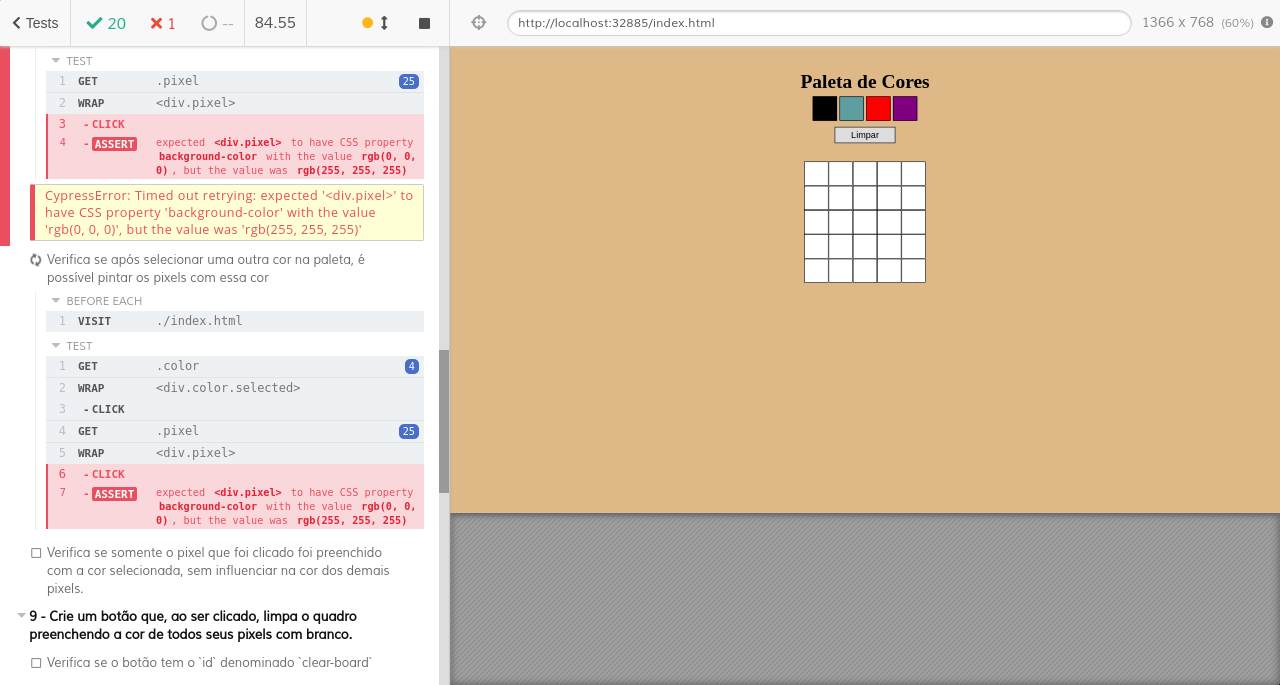 Tests
20
1
--
84.55
http://localhost:32885/index.html
1366 x 768 (60%)
TEST
1 GET .pixel 25
2 WRAP <div.pixel>
3 - CLICK
4 - ASSERT expected <div.pixel> to have CSS property
background-color with the value rgb(0, 0,
0), but the value was rgb(255, 255, 255)
CypressError: Timed out retrying: expected '<div.pixel>' to
have CSS property 'background-color' with the value
'rgb(0, 0, 0)', but the value was 'rgb(255, 255, 255)'
Verifica se após selecionar uma outra cor na paleta, é
possível pintar os pixels com essa cor
BEFORE EACH
1 VISIT ./index.html
TEST
1 GET .color 4
2 WRAP <div.color.selected>
3 - CLICK
4 GET .pixel 25
5 WRAP <div.pixel>
6 - CLICK
7 - ASSERT expected <div.pixel> to have CSS property
background-color with the value rgb(0, 0,
0), but the value was rgb(255, 255, 255)
Verifica se somente o pixel que foi clicado foi preenchido
com a cor selecionada, sem influenciar na cor dos demais
pixels.
9 - Crie um botão que, ao ser clicado, limpa o quadro
preenchendo a cor de todos seus pixels com branco.
Verifica se o botão tem o `id` denominado `clear-board`
Paleta de Cores
Limpar